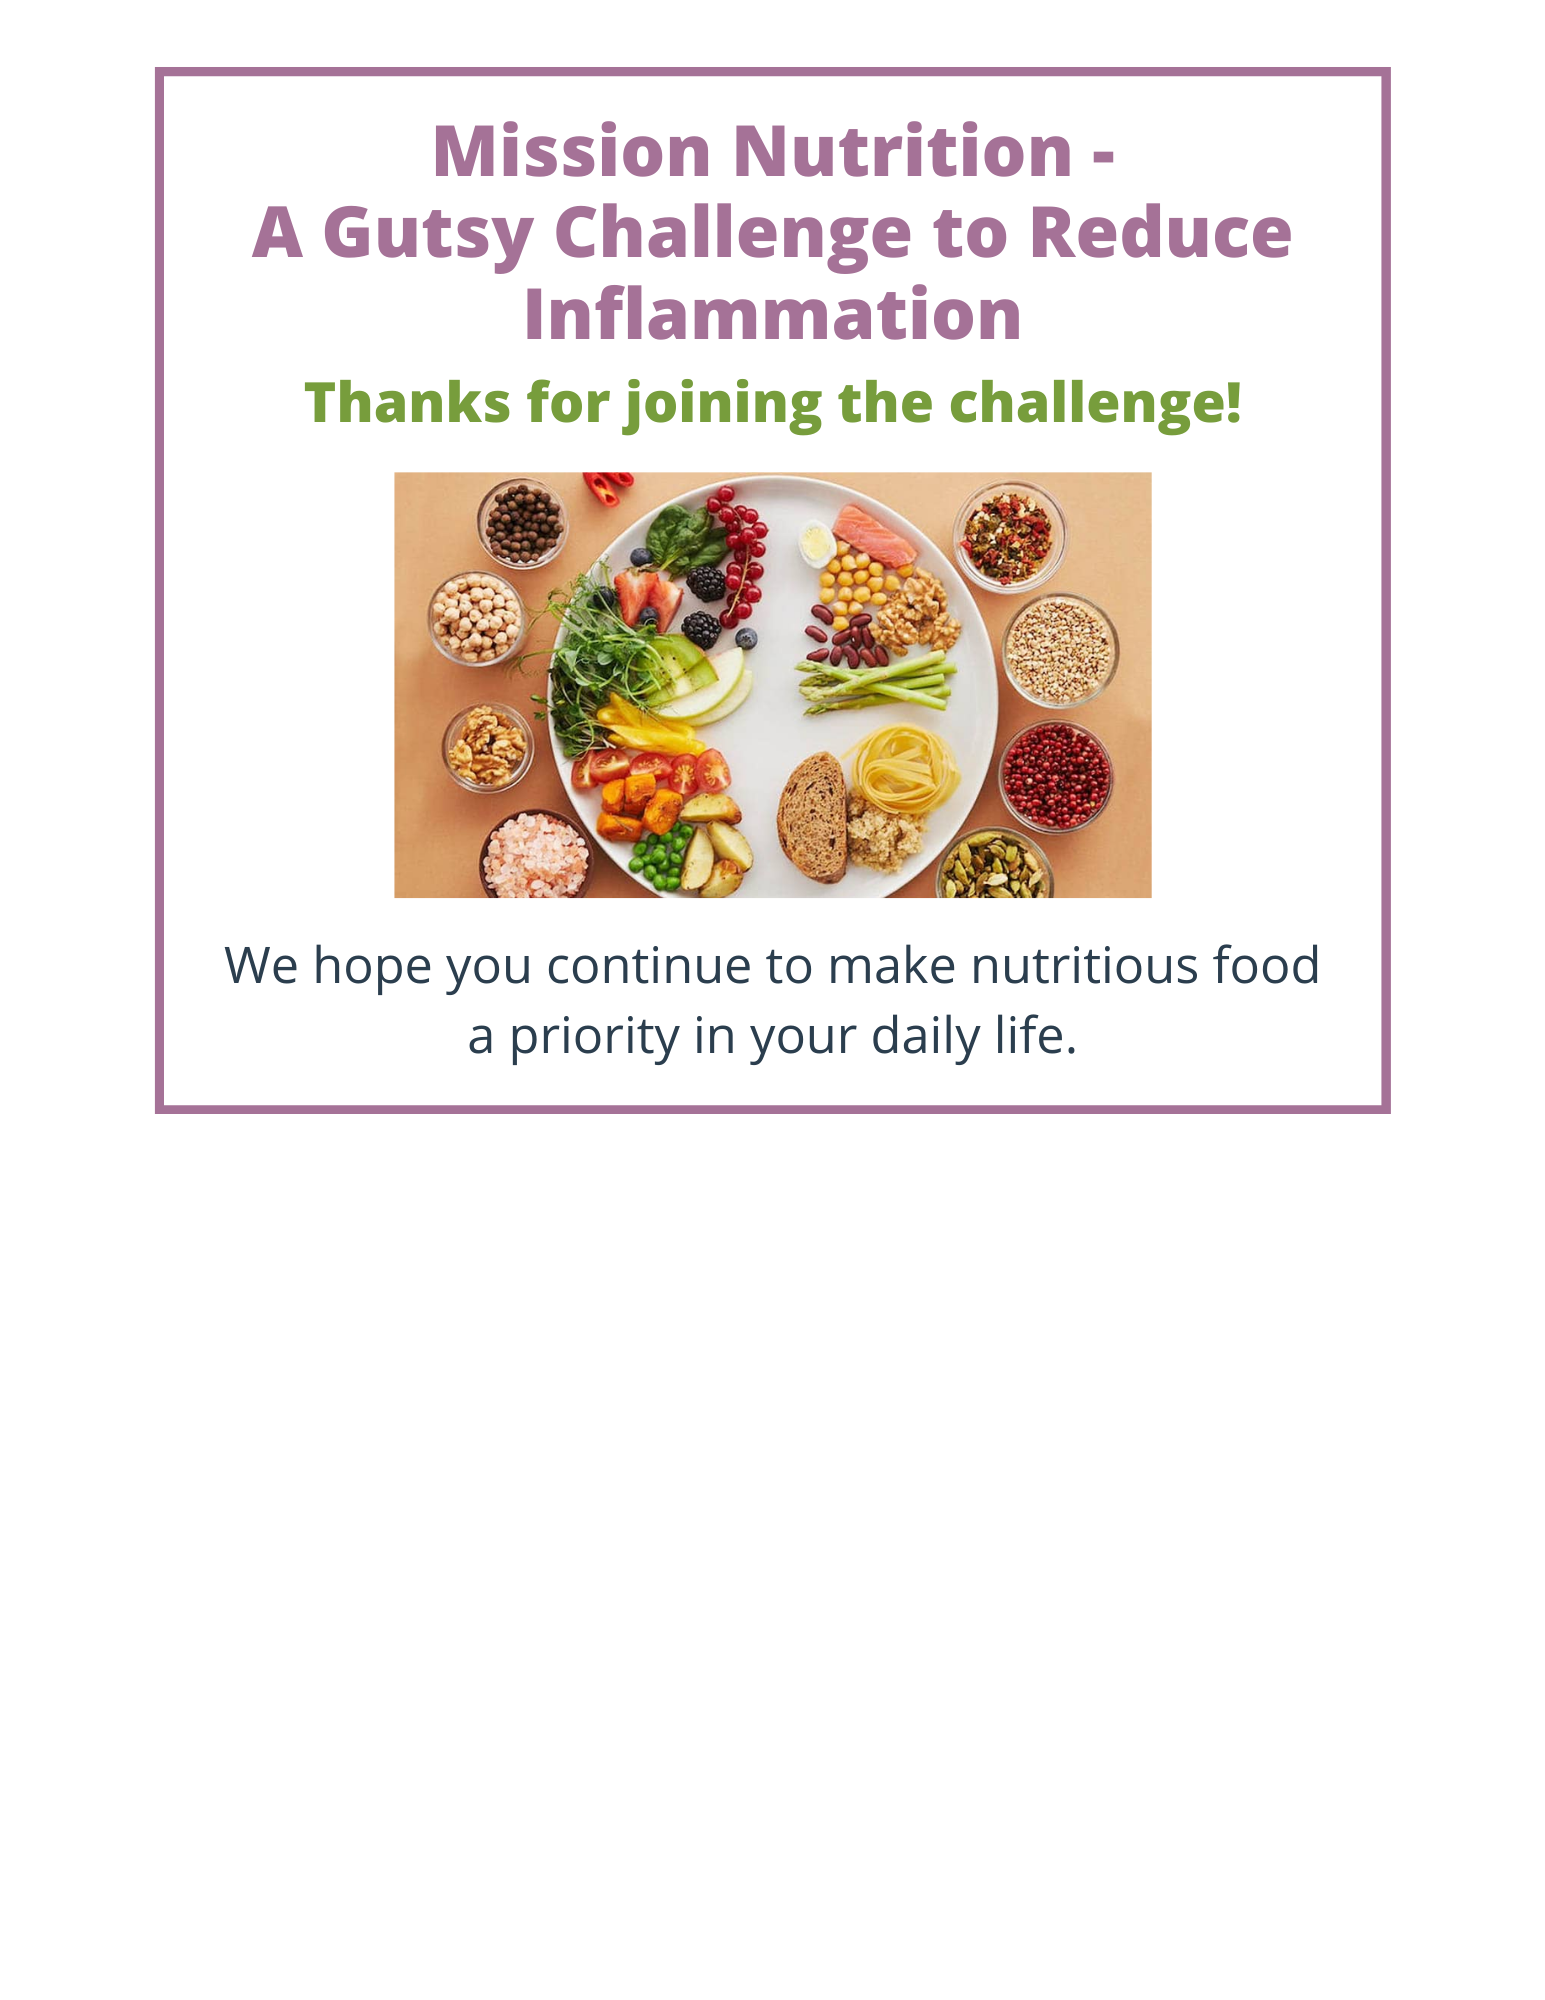 Mission Nutrition -
A Gutsy Challenge to Reduce
Inflammation
Thanks for joining the challenge!
We hope you continue to make nutritious food
a priority in your daily life.